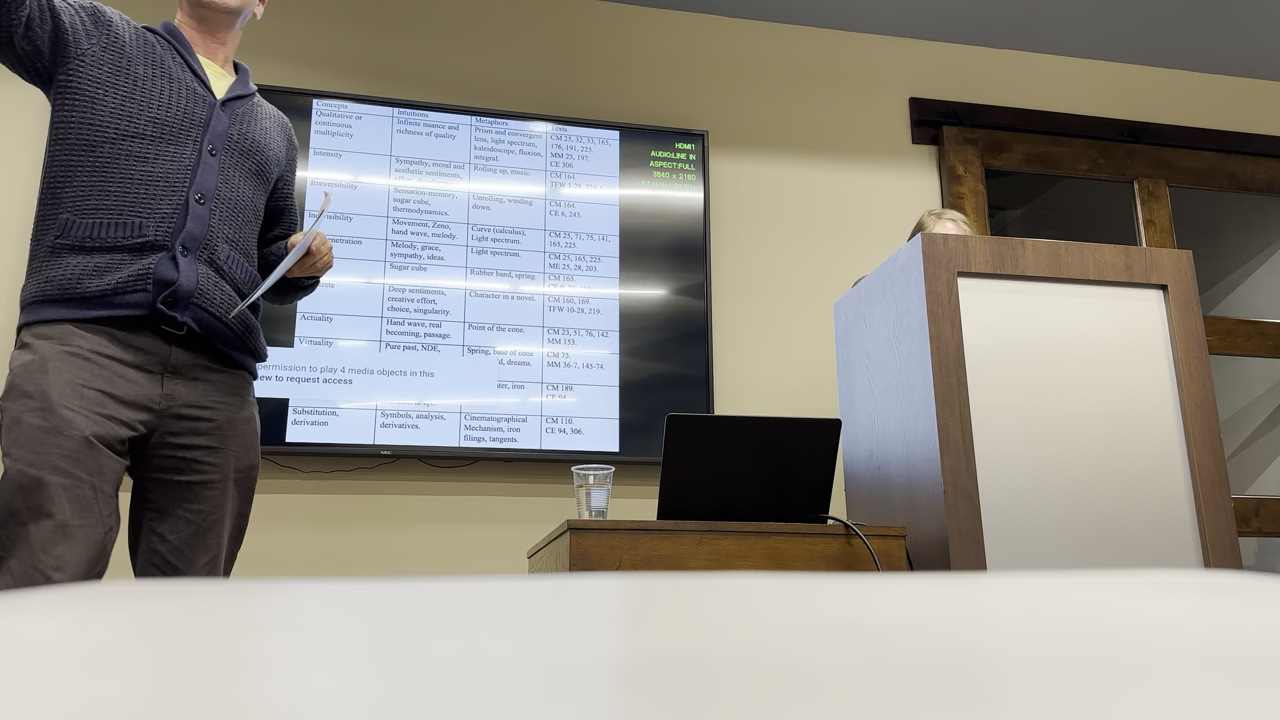 Concepts Intuitions Metaphors Texts
Qualitative or Infinite nuance and Prism and convergent CM 25, 32, 33, 165,
continuous richness of quality lens, light spectrum, 176, 191, 225.
multiplicity kaleidoscope, fluxion, MM 25, 197.
integral. CE 306.
Intensity Sympathy, moral and Rolling up, music. CM 164.
aesthetic sentiments,
Irreversibility Sensation-memory, Unrolling, winding CM 164.
sugar cube, down. CE 6, 243.
thermodynamics.
Movement, Zeno, Curve (calculus), CM 25, 71, 75, 141,
hand wave, melody. Light spectrum. 165, 225.
Melody, grace, Light spectrum. CM 25, 165, 225.
sympathy, ideas. ME 25, 28, 203.
Sugar cube Rubber band, spring. CM 165.
Deep sentiments, Character in a novel. CM 160, 169.
creative effort, TFW 10-28, 219.
choice, singularity.
Actuality Hand wave, real Point of the cone. CM 23, 51, 76, 142
becoming, passage. MM 153.
Virtuality Pure past, NDE, Spring, base of cone CM 75.
dreams. MM 36-7, 145-74.
iron CM 189.
CE 94
Substitution, Symbols, analysis, Cinematographical CM 110.
derivation derivatives. Mechanism, iron CE 94, 306.
filings, tangents.
permission to play 4 media objects in this
to request access
HDMI1
AUDIO:LINE IN
ASPECT:FULL
3840 x 2160
NEC